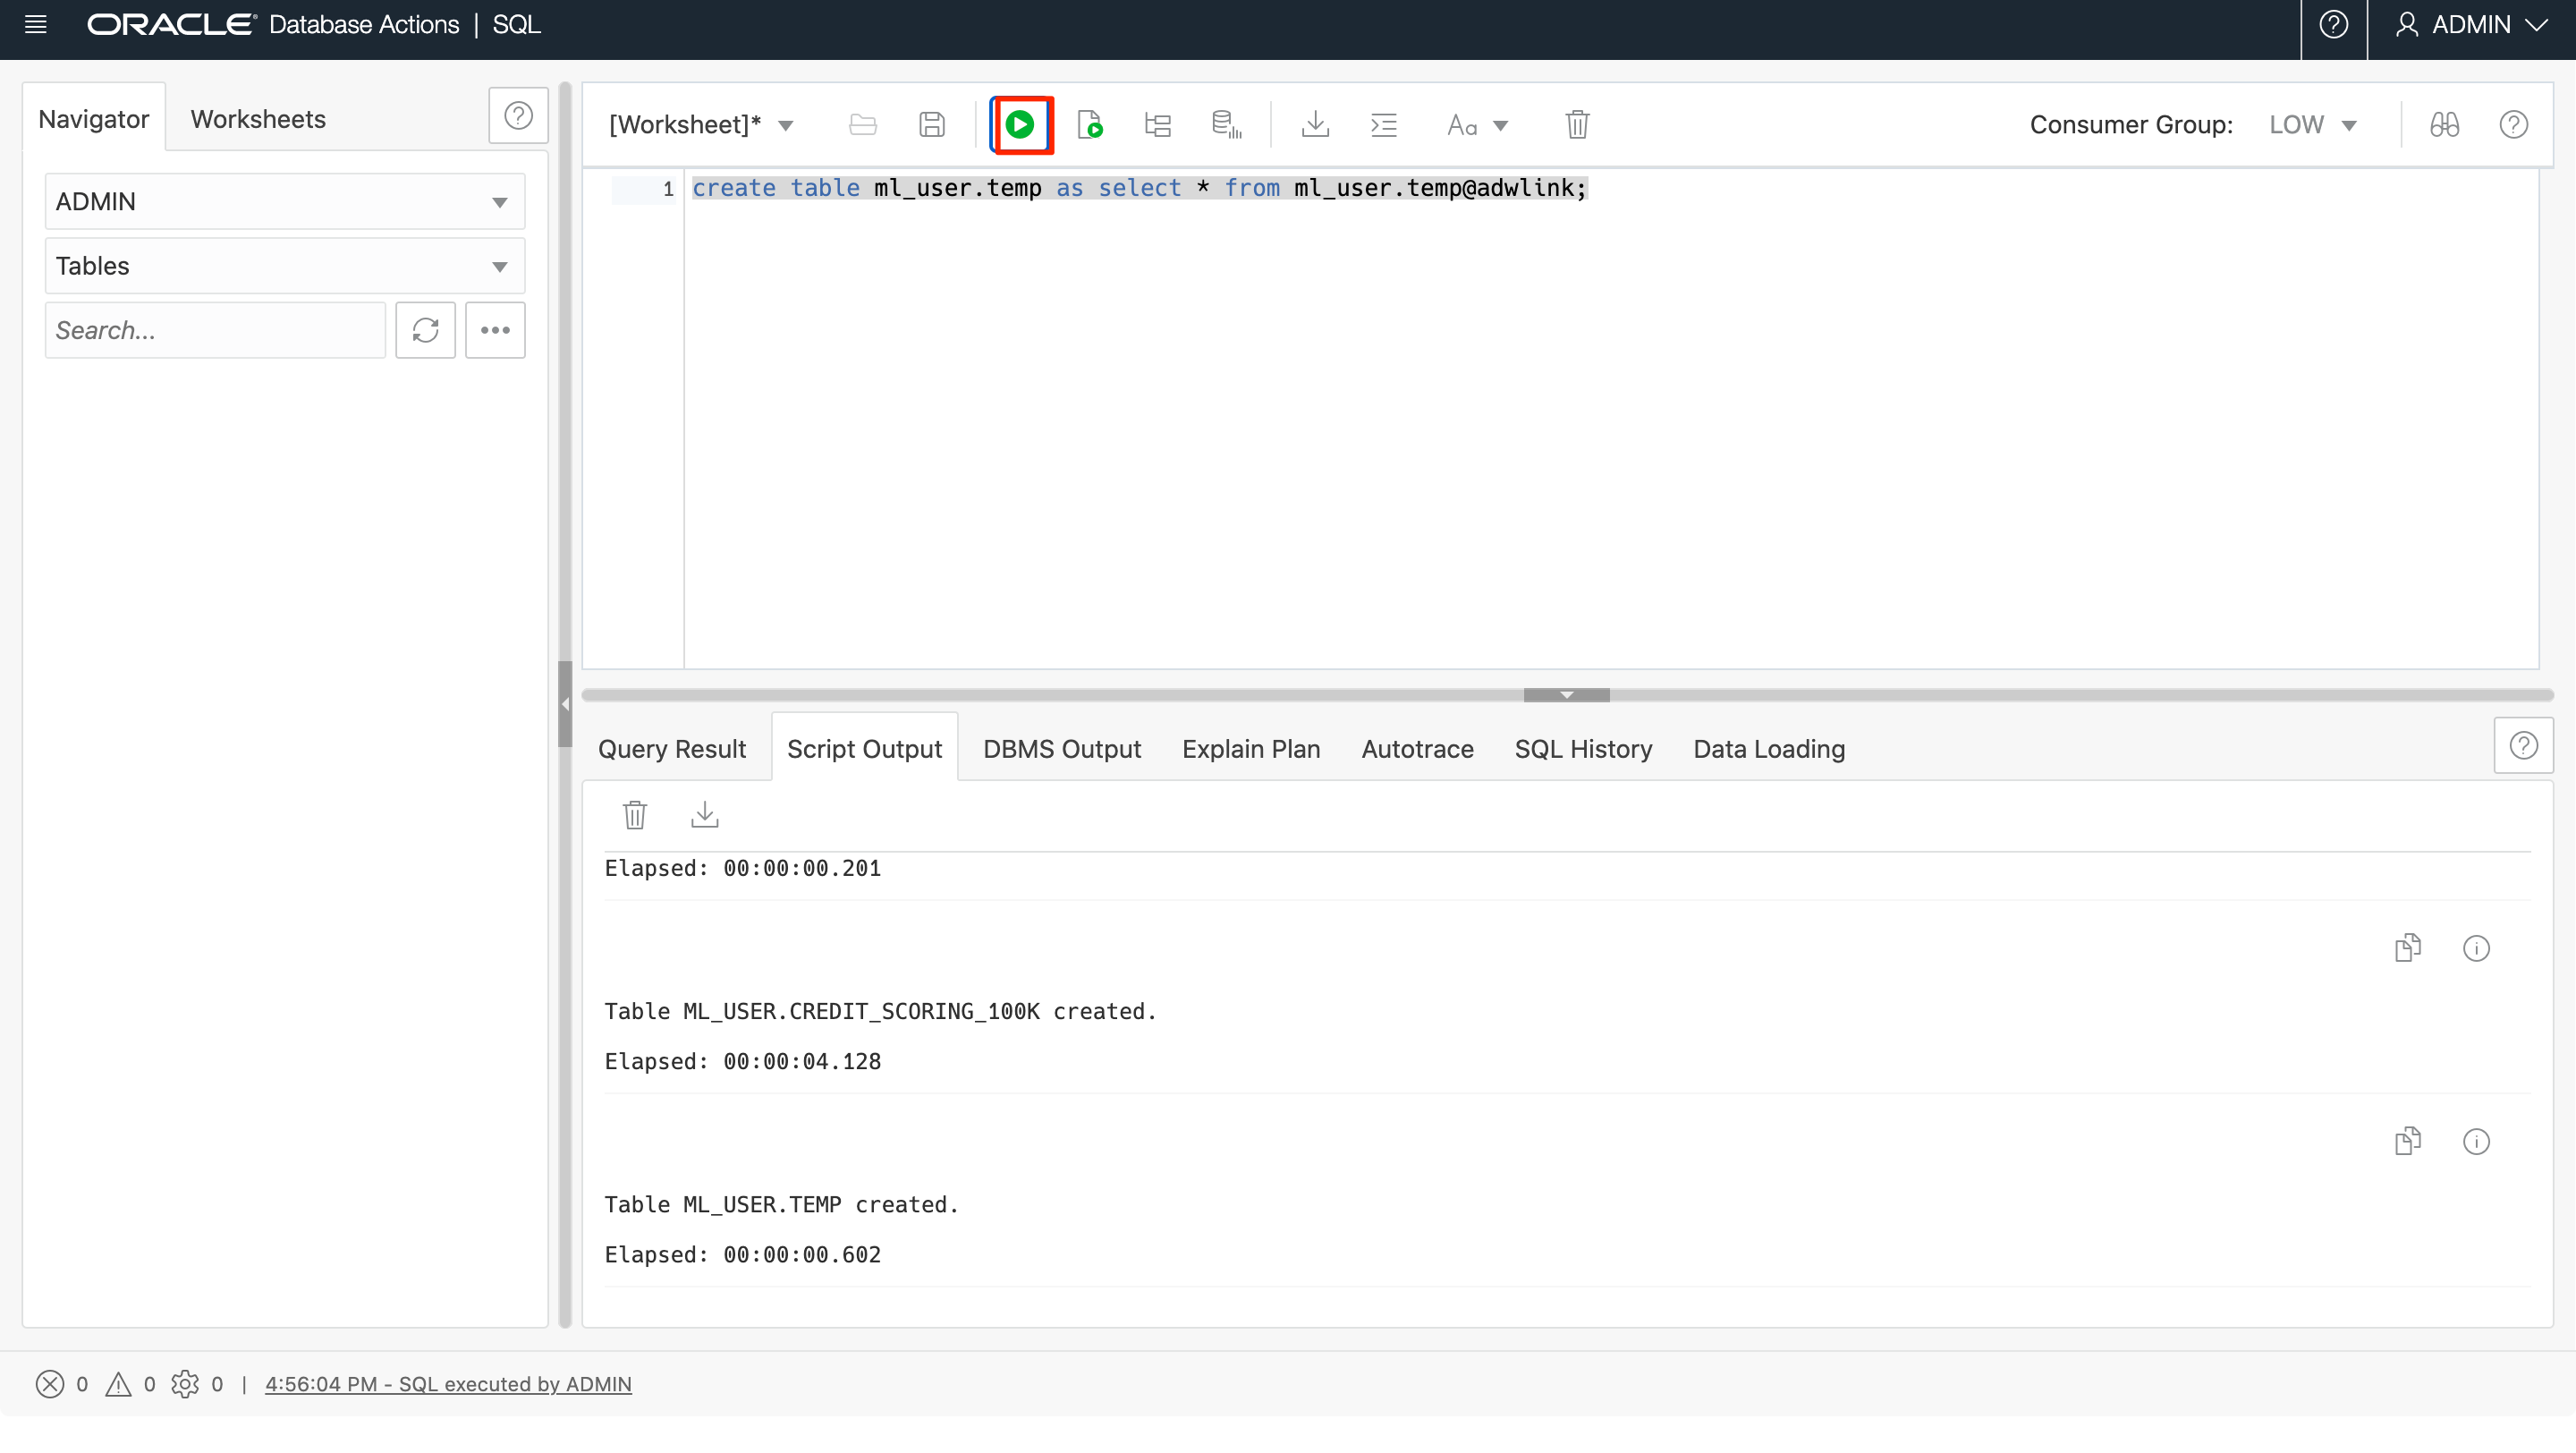 ORACLE Database Actions | SQL
ADMIN
Navigator
Worksheets
ADMIN
Tables
Search...
[Worksheet]*
Aa
Consumer Group: LOW
1
create table ml_user.temp as select * from ml_user.temp@adwlink;
Query Result
Script Output
DBMS Output
Explain Plan
Autotrace
SQL History
Data Loading
Elapsed: 00:00:00.201
Table ML_USER.CREDIT_SCORING_100K created.
Elapsed: 00:00:04.128
Table ML_USER.TEMP created.
Elapsed: 00:00:00.602
0 0 0 | 4:56:04 PM - SQL executed by ADMIN